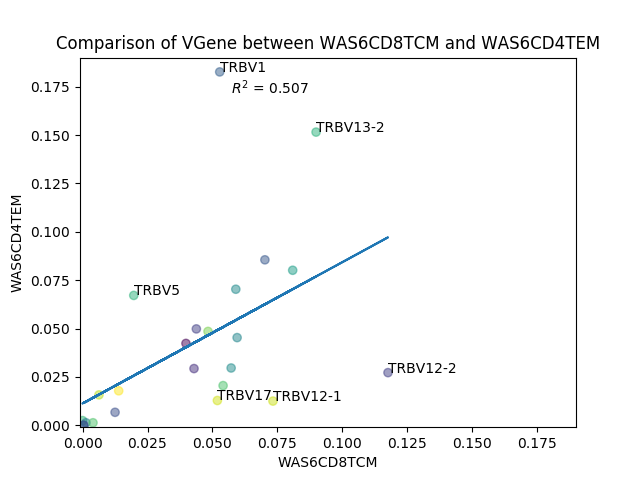 Comparison of VGene between WAS6CD8TCM and WAS6CD4TEM
TRBV1
R² = 0.507
TRBV13-2
TRBV5
TRBV12-2
TRBV17
TRBV12-1
0.175
0.150
0.125
0.100
0.075
0.050
0.025
0.000
WAS6CD4TEM
0.000 0.025 0.050 0.075 0.100 0.125 0.150 0.175
WAS6CD8TCM